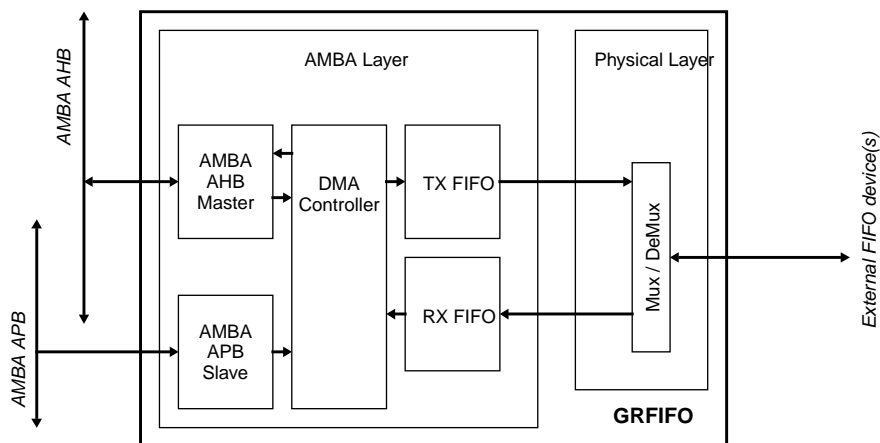 AMBA AHB
AMBA APB
AMBA Layer
Physical Layer
AMBA
AHB
Master
DMA
Controller
TX FIFO
AMBA
APB
Slave
RX FIFO
Mux / DeMux
GRFIFO
External FIFO device(s)